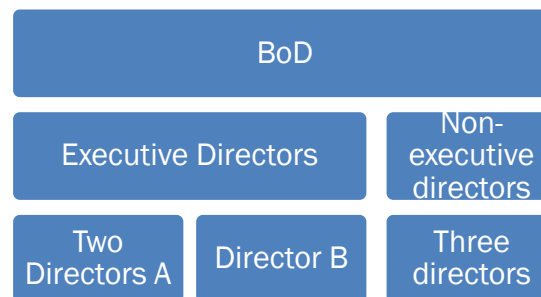 BoD
Executive Directors
Non-
executive
directors
Two
Directors A
Director B
Three
directors